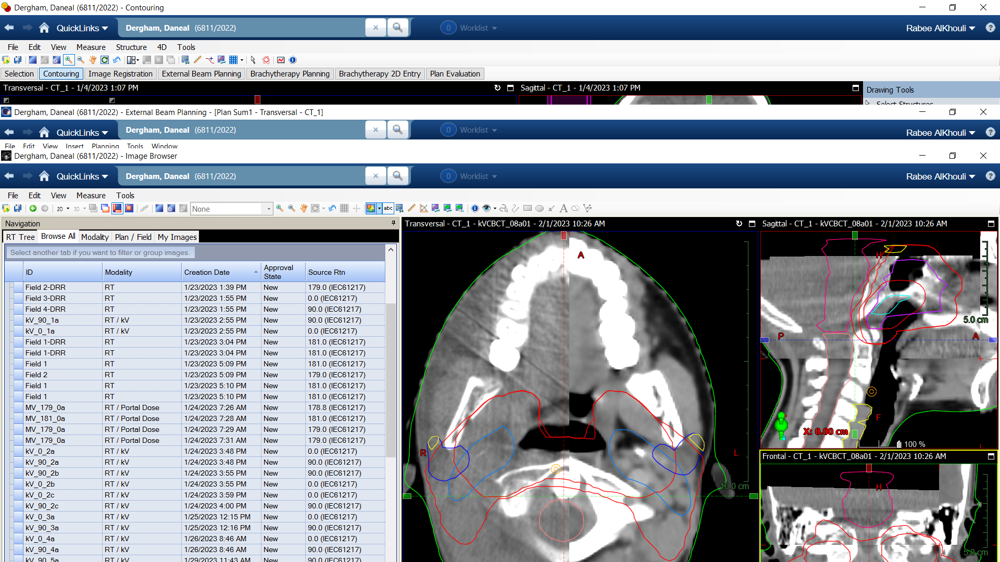 Dergham, Daneal (6811/2022) - Contouring
QuickLinks
Dergham, Daneal (6811/2022)
0 Worklist
Rabee AlKhouli
File Edit View Measure Structure 4D Tools
Selection Contouring Image Registration External Beam Planning Brachytherapy Planning Brachytherapy 2D Entry Plan Evaluation
Transversal - CT_1 - 1/4/2023 1:07 PM
Sagittal - CT_1 - 1/4/2023 1:07 PM
Drawing Tools
Select Structures
Dergham, Daneal (6811/2022) - External Beam Planning - [Plan Sum1 - Transversal - CT_1]
QuickLinks
Dergham, Daneal (6811/2022)
0 Worklist
Rabee AlKhouli
File Edit View Insert Planning Tools Window
Dergham, Daneal (6811/2022) - Image Browser
QuickLinks
Dergham, Daneal (6811/2022)
0 Worklist
Rabee AlKhouli
File Edit View Measure Tools
2D 3D None abc A
Navigation
RT Tree Browse All Modality Plan / Field My Images
Select another tab if you want to filter or group images.
ID Modality Creation Date Approval State Source Rtn
Field 2-DRR RT 1/23/2023 1:39 PM New 179.0 (IEC61217)
Field 3-DRR RT 1/23/2023 1:55 PM New 0.0 (IEC61217)
Field 4-DRR RT 1/23/2023 1:55 PM New 90.0 (IEC61217)
kV_90_1a RT / kV 1/23/2023 2:55 PM New 90.0 (IEC61217)
kV_0_1a RT / kV 1/23/2023 2:55 PM New 0.0 (IEC61217)
Field 1-DRR RT 1/23/2023 3:04 PM New 181.0 (IEC61217)
Field 1-DRR RT 1/23/2023 3:04 PM New 181.0 (IEC61217)
Field 1 RT 1/23/2023 5:09 PM New 181.0 (IEC61217)
Field 2 RT 1/23/2023 5:09 PM New 179.0 (IEC61217)
Field 1 RT 1/23/2023 5:10 PM New 181.0 (IEC61217)
Field 1 RT 1/23/2023 5:10 PM New 181.0 (IEC61217)
MV_179_0a RT / Portal Dose 1/24/2023 7:26 AM New 178.8 (IEC61217)
MV_181_0a RT / Portal Dose 1/24/2023 7:28 AM New 181.0 (IEC61217)
MV_179_0a RT / Portal Dose 1/24/2023 7:29 AM New 179.0 (IEC61217)
MV_179_0a RT / Portal Dose 1/24/2023 7:31 AM New 179.0 (IEC61217)
kV_0_2a RT / kV 1/24/2023 3:48 PM New 0.0 (IEC61217)
kV_90_2a RT / kV 1/24/2023 3:48 PM New 90.0 (IEC61217)
kV_90_2b RT / kV 1/24/2023 3:55 PM New 90.0 (IEC61217)
kV_0_2b RT / kV 1/24/2023 3:55 PM New 0.0 (IEC61217)
kV_0_2c RT / kV 1/24/2023 3:59 PM New 0.0 (IEC61217)
kV_90_2c RT / kV 1/24/2023 4:00 PM New 90.0 (IEC61217)
kV_0_3a RT / kV 1/25/2023 12:15 PM New 0.0 (IEC61217)
kV_90_3a RT / kV 1/25/2023 12:16 PM New 90.0 (IEC61217)
kV_0_4a RT / kV 1/26/2023 8:46 AM New 0.0 (IEC61217)
kV_90_4a RT / kV 1/26/2023 8:46 AM New 90.0 (IEC61217)
kV_90_5a RT / kV 1/29/2023 11:43 AM New 90.0 (IEC61217)
Transversal - CT_1 - kVCBCT_08a01 - 2/1/2023 10:26 AM
A
R
L
10.0 cm
Sagittal - CT_1 - kVCBCT_08a01 - 2/1/2023 10:26 AM
H
5.0 cm
P
A
F
X: 0.00 cm
100 %
Frontal - CT_1 - kVCBCT_08a01 - 2/1/2023 10:26 AM
H
5.0 cm